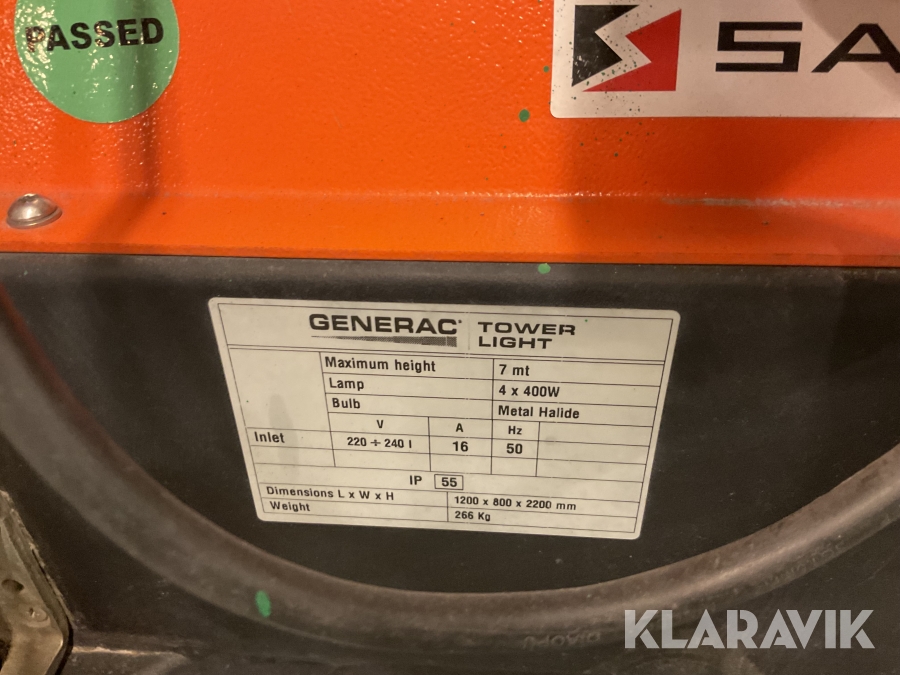 PASSED
SA
GENERAC TOWER LIGHT
Maximum height 7 mt
Lamp 4 x 400W
Bulb Metal Halide
V A Hz
Inlet 220 ÷ 240 I 16 50
IP 55
Dimensions L x W x H 1200 x 800 x 2200 mm
Weight 266 Kg
KLARAVIK